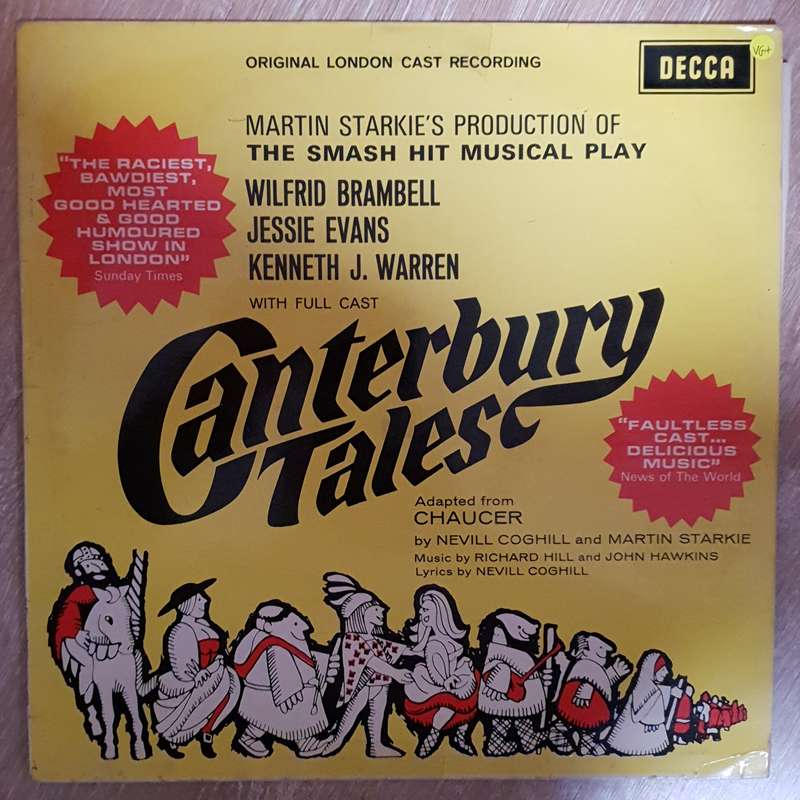 ORIGINAL LONDON CAST RECORDING
DECCA
VG+
MARTIN STARKIE'S PRODUCTION OF
THE SMASH HIT MUSICAL PLAY
"THE RACIEST,
BAWDIEST,
MOST
GOOD HEARTED
& GOOD
HUMOURED
SHOW IN
LONDON"
Sunday Times
WILFRID BRAMBELL
JESSIE EVANS
KENNETH J. WARREN
WITH FULL CAST
Canterbury
Tales
"FAULTLESS
CAST...
DELICIOUS
MUSIC"
News of The World
Adapted from
CHAUCER
by NEVILL COGHILL and MARTIN STARKIE
Music by RICHARD HILL and JOHN HAWKINS
Lyrics by NEVILL COGHILL